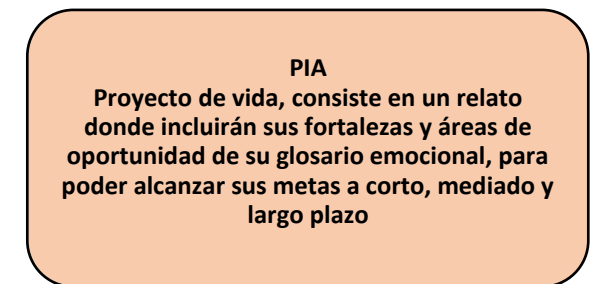 PIA
Proyecto de vida, consiste en un relato
donde incluirán sus fortalezas y áreas de
oportunidad de su glosario emocional, para
poder alcanzar sus metas a corto, mediado y
largo plazo